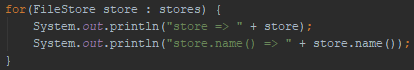 for(FileStore store : stores) {
    System.out.println("store => " + store);
    System.out.println("store.name() => " + store.name());
}